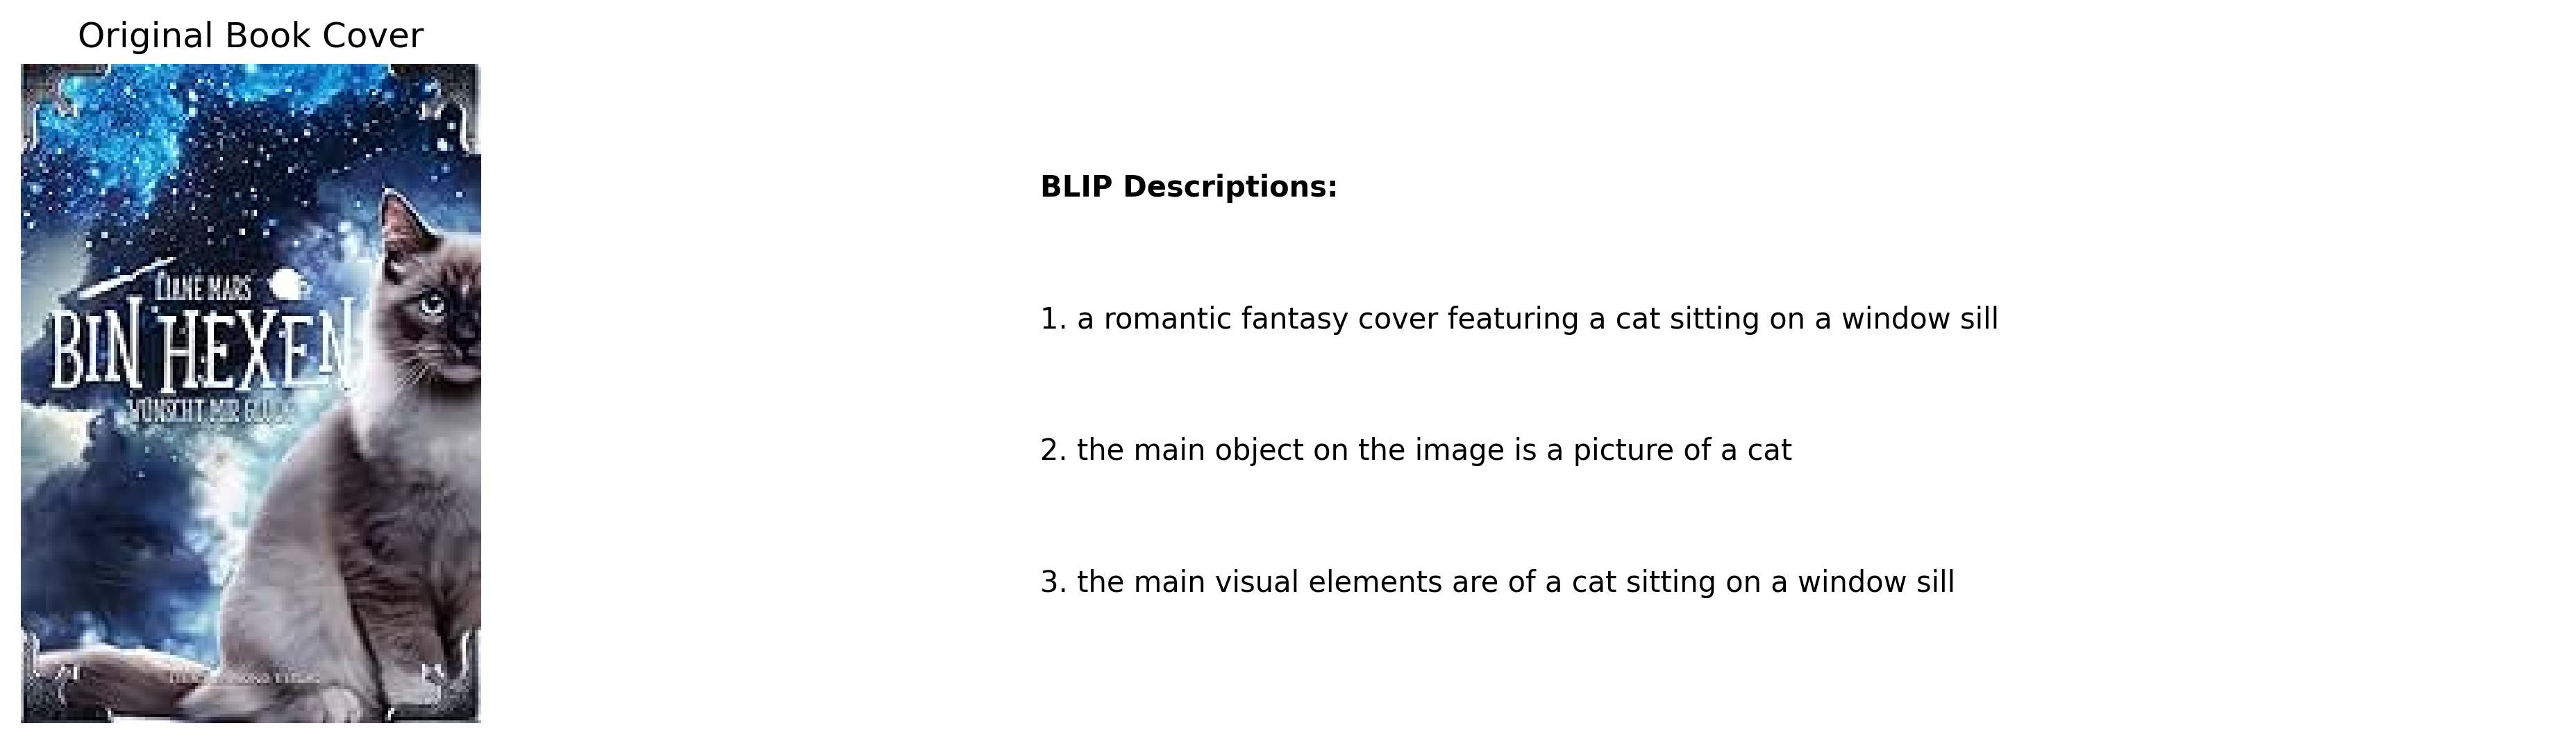 Original Book Cover
LIANE MARS
BIN HEXEN
WÜNSCHT MIR GLÜCK
BLIP Descriptions:
1. a romantic fantasy cover featuring a cat sitting on a window sill
2. the main object on the image is a picture of a cat
3. the main visual elements are of a cat sitting on a window sill